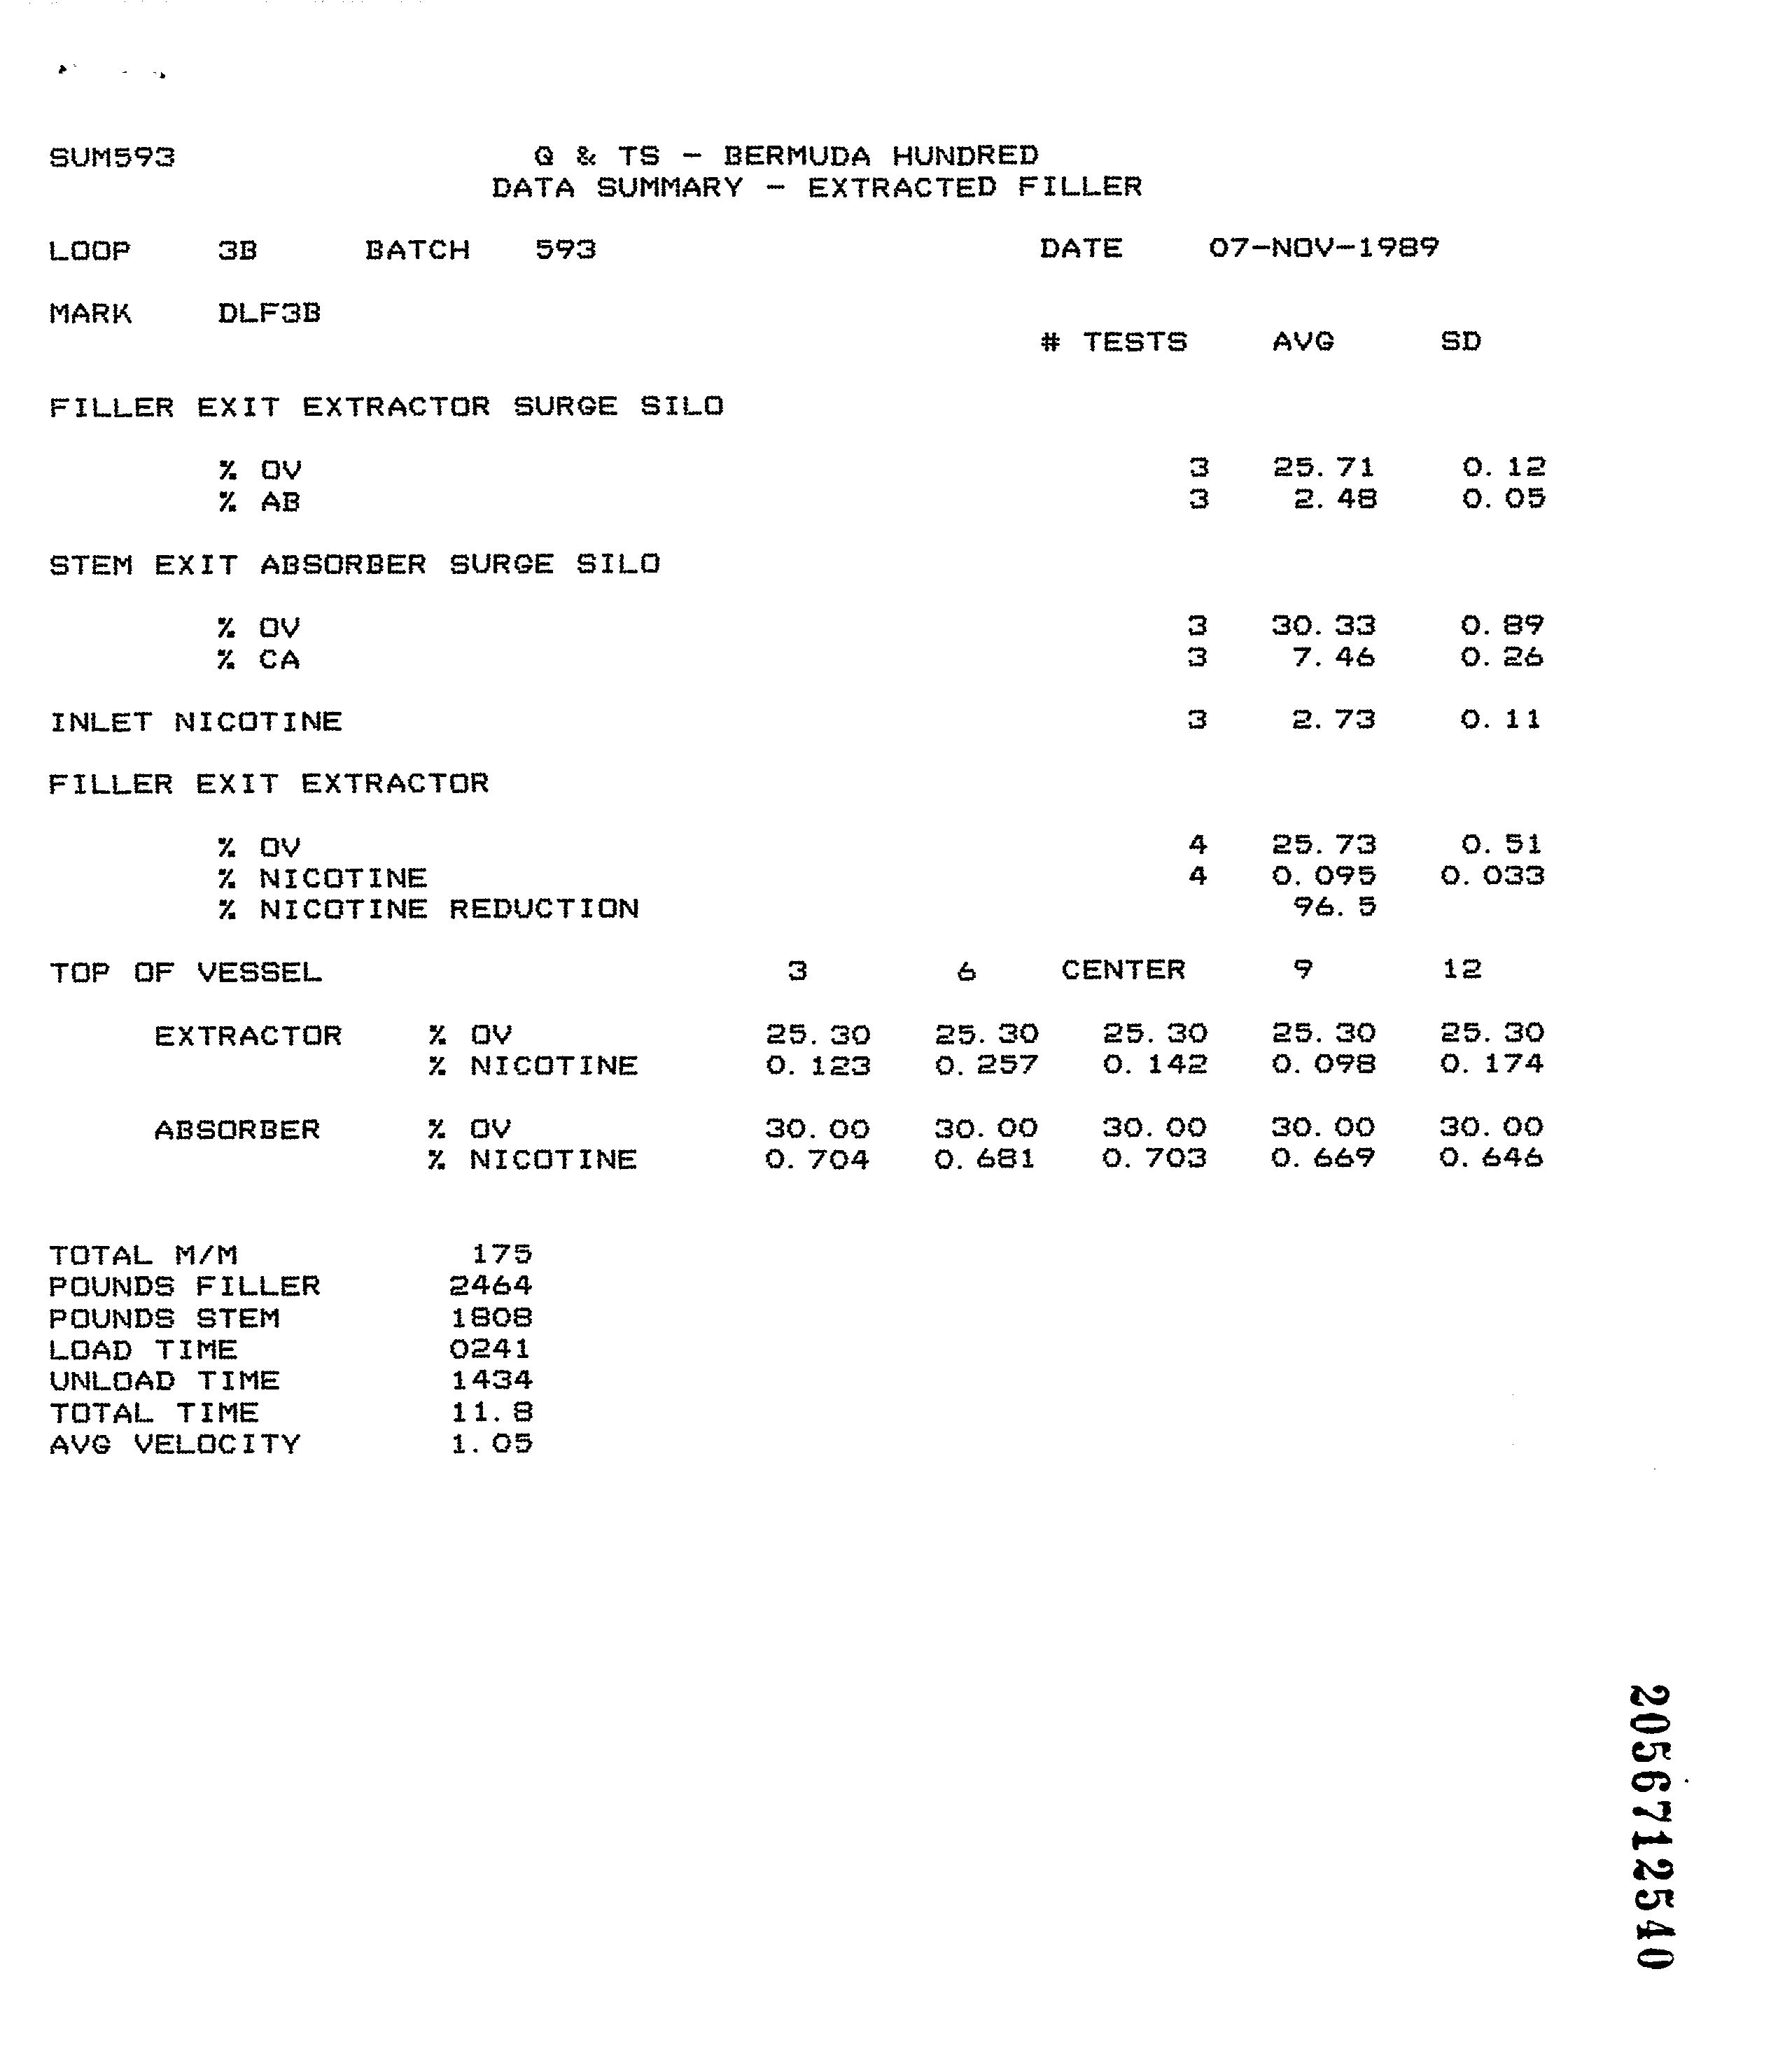 SUM593 Q & TS - BERMUDA HUNDRED
DATA SUMMARY - EXTRACTED FILLER
LOOP 3B BATCH 593 DATE 07-NOV-1989
MARK DLF3B
# TESTS AVG SD
FILLER EXIT EXTRACTOR SURGE SILO
% OV 3 25.71 0.12
% AB 3 2.48 0.05
STEM EXIT ABSORBER SURGE SILO
% OV 3 30.33 0.89
% CA 3 7.46 0.26
INLET NICOTINE 3 2.73 0.11
FILLER EXIT EXTRACTOR
% OV 4 25.73 0.51
% NICOTINE 4 0.095 0.033
% NICOTINE REDUCTION 96.5
TOP OF VESSEL 3 6 CENTER 9 12
EXTRACTOR % OV 25.30 25.30 25.30 25.30 25.30
% NICOTINE 0.123 0.257 0.142 0.098 0.174
ABSORBER % OV 30.00 30.00 30.00 30.00 30.00
% NICOTINE 0.704 0.681 0.703 0.669 0.646
TOTAL M/M 175
POUNDS FILLER 2464
POUNDS STEM 1808
LOAD TIME 0241
UNLOAD TIME 1434
TOTAL TIME 11.8
AVG VELOCITY 1.05
2056712540